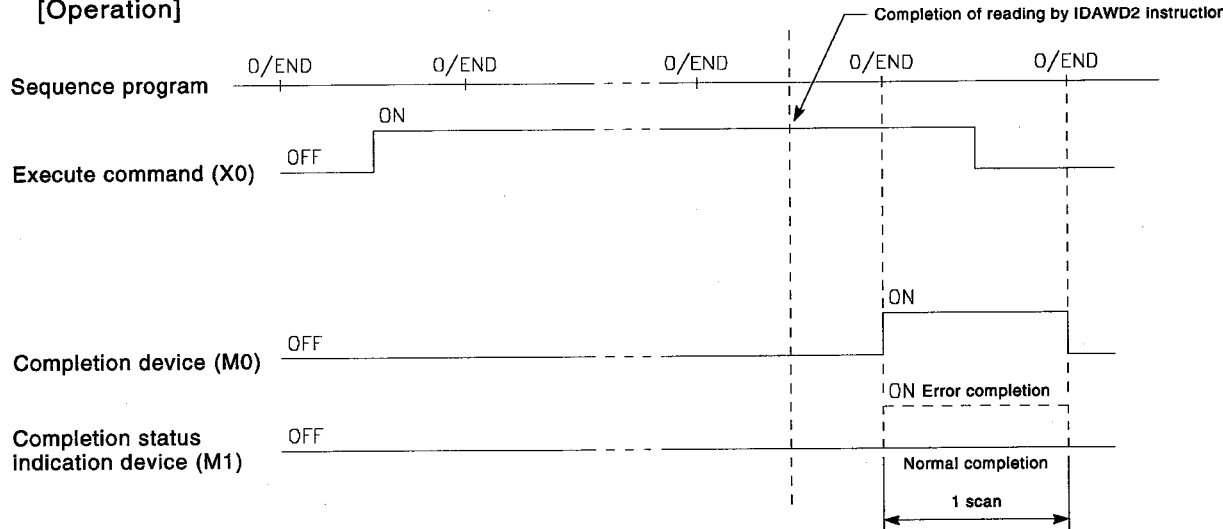 [Operation]
Completion of reading by IDAWD2 instruction
0/END 0/END 0/END 0/END 0/END
Sequence program
ON
OFF
Execute command (X0)
ON
OFF
Completion device (M0)
ON Error completion
OFF
Completion status
indication device (M1)
Normal completion
1 scan